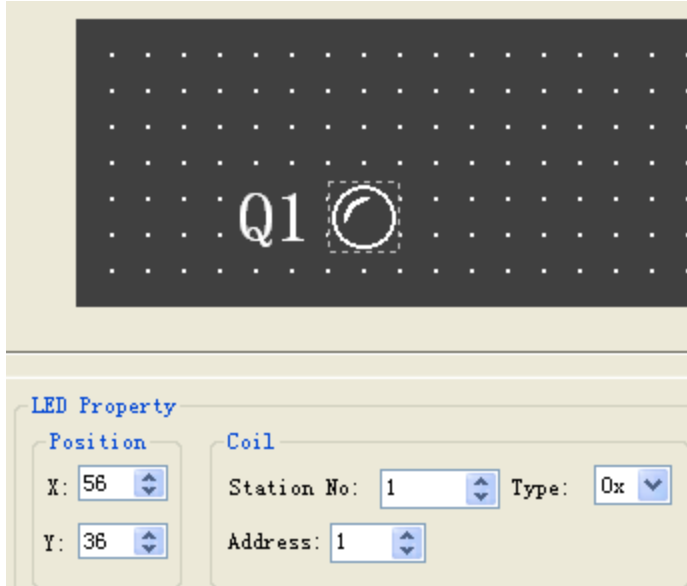 Q1
LED Property
Position
Coil
X: 56
Station No: 1 Type: 0x
Y: 36
Address: 1